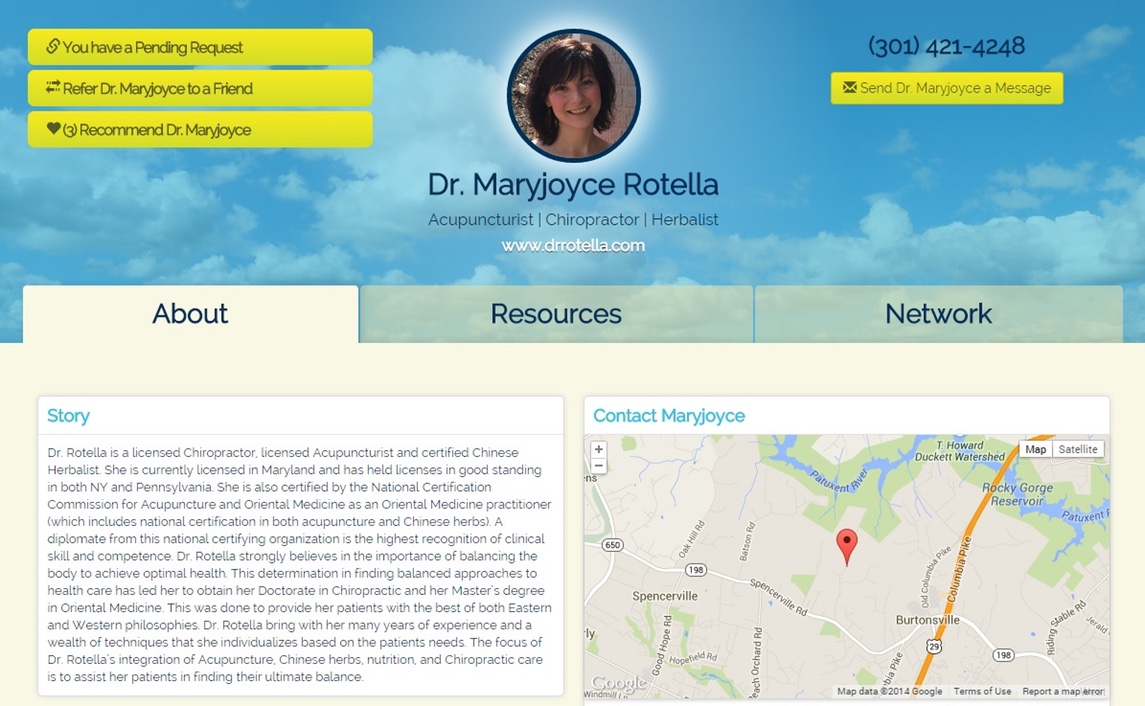 You have a Pending Request
Refer Dr. Maryjoyce to a Friend
(3) Recommend Dr. Maryjoyce
(301) 421-4248
Send Dr. Maryjoyce a Message
Dr. Maryjoyce Rotella
Acupuncturist | Chiropractor | Herbalist
www.drrotella.com
About
Resources
Network
Story
Dr. Rotella is a licensed Chiropractor, licensed Acupuncturist and certified Chinese
Herbalist. She is currently licensed in Maryland and has held licenses in good standing
in both NY and Pennsylvania. She is also certified by the National Certification
Commission for Acupuncture and Oriental Medicine as an Oriental Medicine practitioner
(which includes national certification in both acupuncture and Chinese herbs). A
diplomate from this national certifying organization is the highest recognition of clinical
skill and competence. Dr. Rotella strongly believes in the importance of balancing the
body to achieve optimal health. This determination in finding balanced approaches to
health care has led her to obtain her Doctorate in Chiropractic and her Master's degree
in Oriental Medicine. This was done to provide her patients with the best of both Eastern
and Western philosophies. Dr. Rotella bring with her many years of experience and a
wealth of techniques that she individualizes based on the patients needs. The focus of
Dr. Rotella's integration of Acupuncture, Chinese herbs, nutrition, and Chiropractic care
is to assist her patients in finding their ultimate balance.
Contact Maryjoyce
+
−
Map
Satellite
T. Howard
Duckett Watershed
Patuxent River
Rocky Gorge
Reservoir
Patuxent
650
Oak Hill Rd
Batson Rd
198
Spencerville Rd
Old Columbia Pike
Columbia Pike
Spencerville
Burtonsville
Good Hope Rd
Hopefield Rd
Beach Orchard Rd
29
198
Riding Stable Rd
Jerald
Google
Map data ©2014 Google
Terms of Use
Report a map error